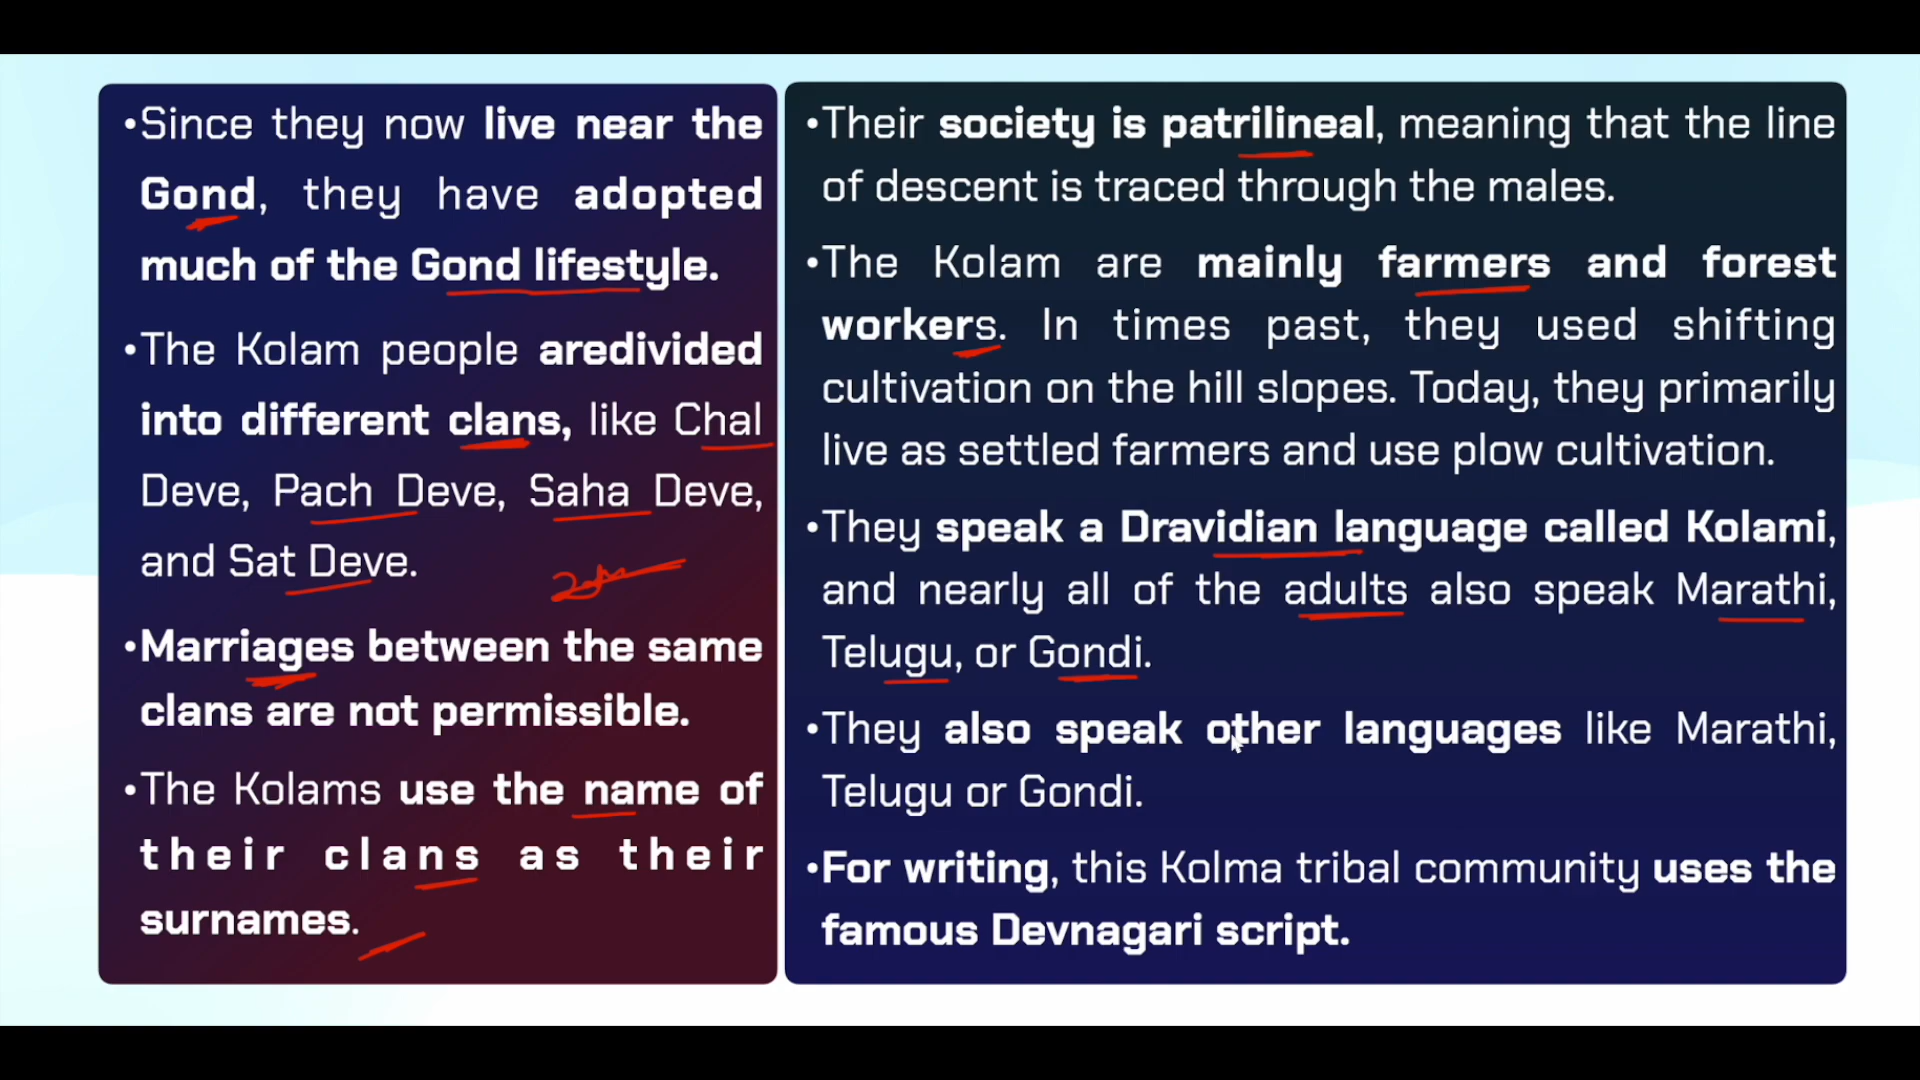 •Since they now live near the
Gond, they have adopted
much of the Gond lifestyle.
•The Kolam people aredivided
into different clans, like Chal
Deve, Pach Deve, Saha Deve,
and Sat Deve.
•Marriages between the same
clans are not permissible.
•The Kolams use the name of
their clans as their
surnames.
•Their society is patrilineal, meaning that the line
of descent is traced through the males.
•The Kolam are mainly farmers and forest
workers. In times past, they used shifting
cultivation on the hill slopes. Today, they primarily
live as settled farmers and use plow cultivation.
•They speak a Dravidian language called Kolami,
and nearly all of the adults also speak Marathi,
Telugu, or Gondi.
•They also speak other languages like Marathi,
Telugu or Gondi.
•For writing, this Kolma tribal community uses the
famous Devnagari script.